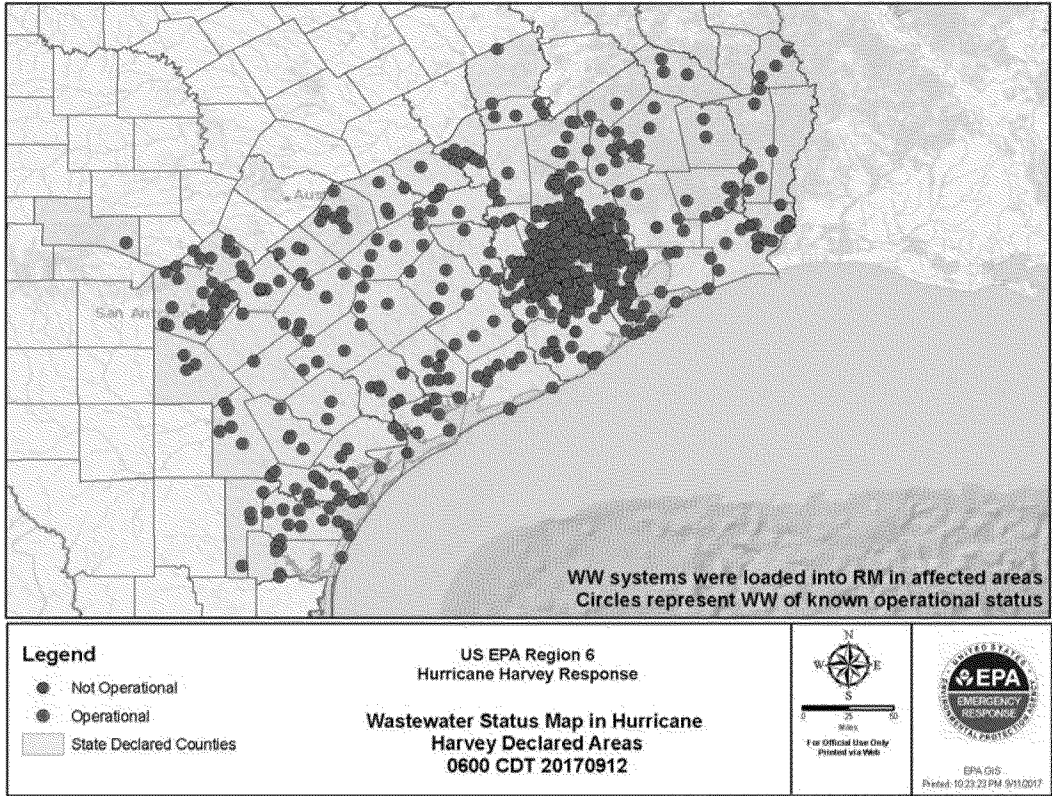 San An
WW systems were loaded into RM in affected areas
Circles represent WW of known operational status
Legend
Not Operational
Operational
State Declared Counties
US EPA Region 6
Hurricane Harvey Response
Wastewater Status Map in Hurricane
Harvey Declared Areas
0600 CDT 20170912
N
W E
S
0 25 50
Miles
For Official Use Only
Printed via Web
UNITED STATES
EPA
EMERGENCY
RESPONSE
ENVIRONMENTAL PROTECTION AGENCY
EPA GIS
Printed: 10:23:23 PM 9/11/2017